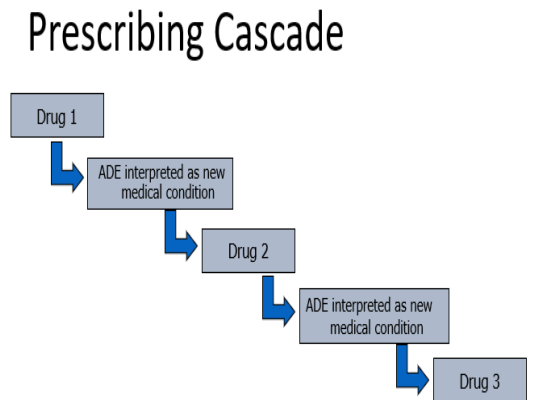 Prescribing Cascade
Drug 1
ADE interpreted as new
medical condition
Drug 2
ADE interpreted as new
medical condition
Drug 3